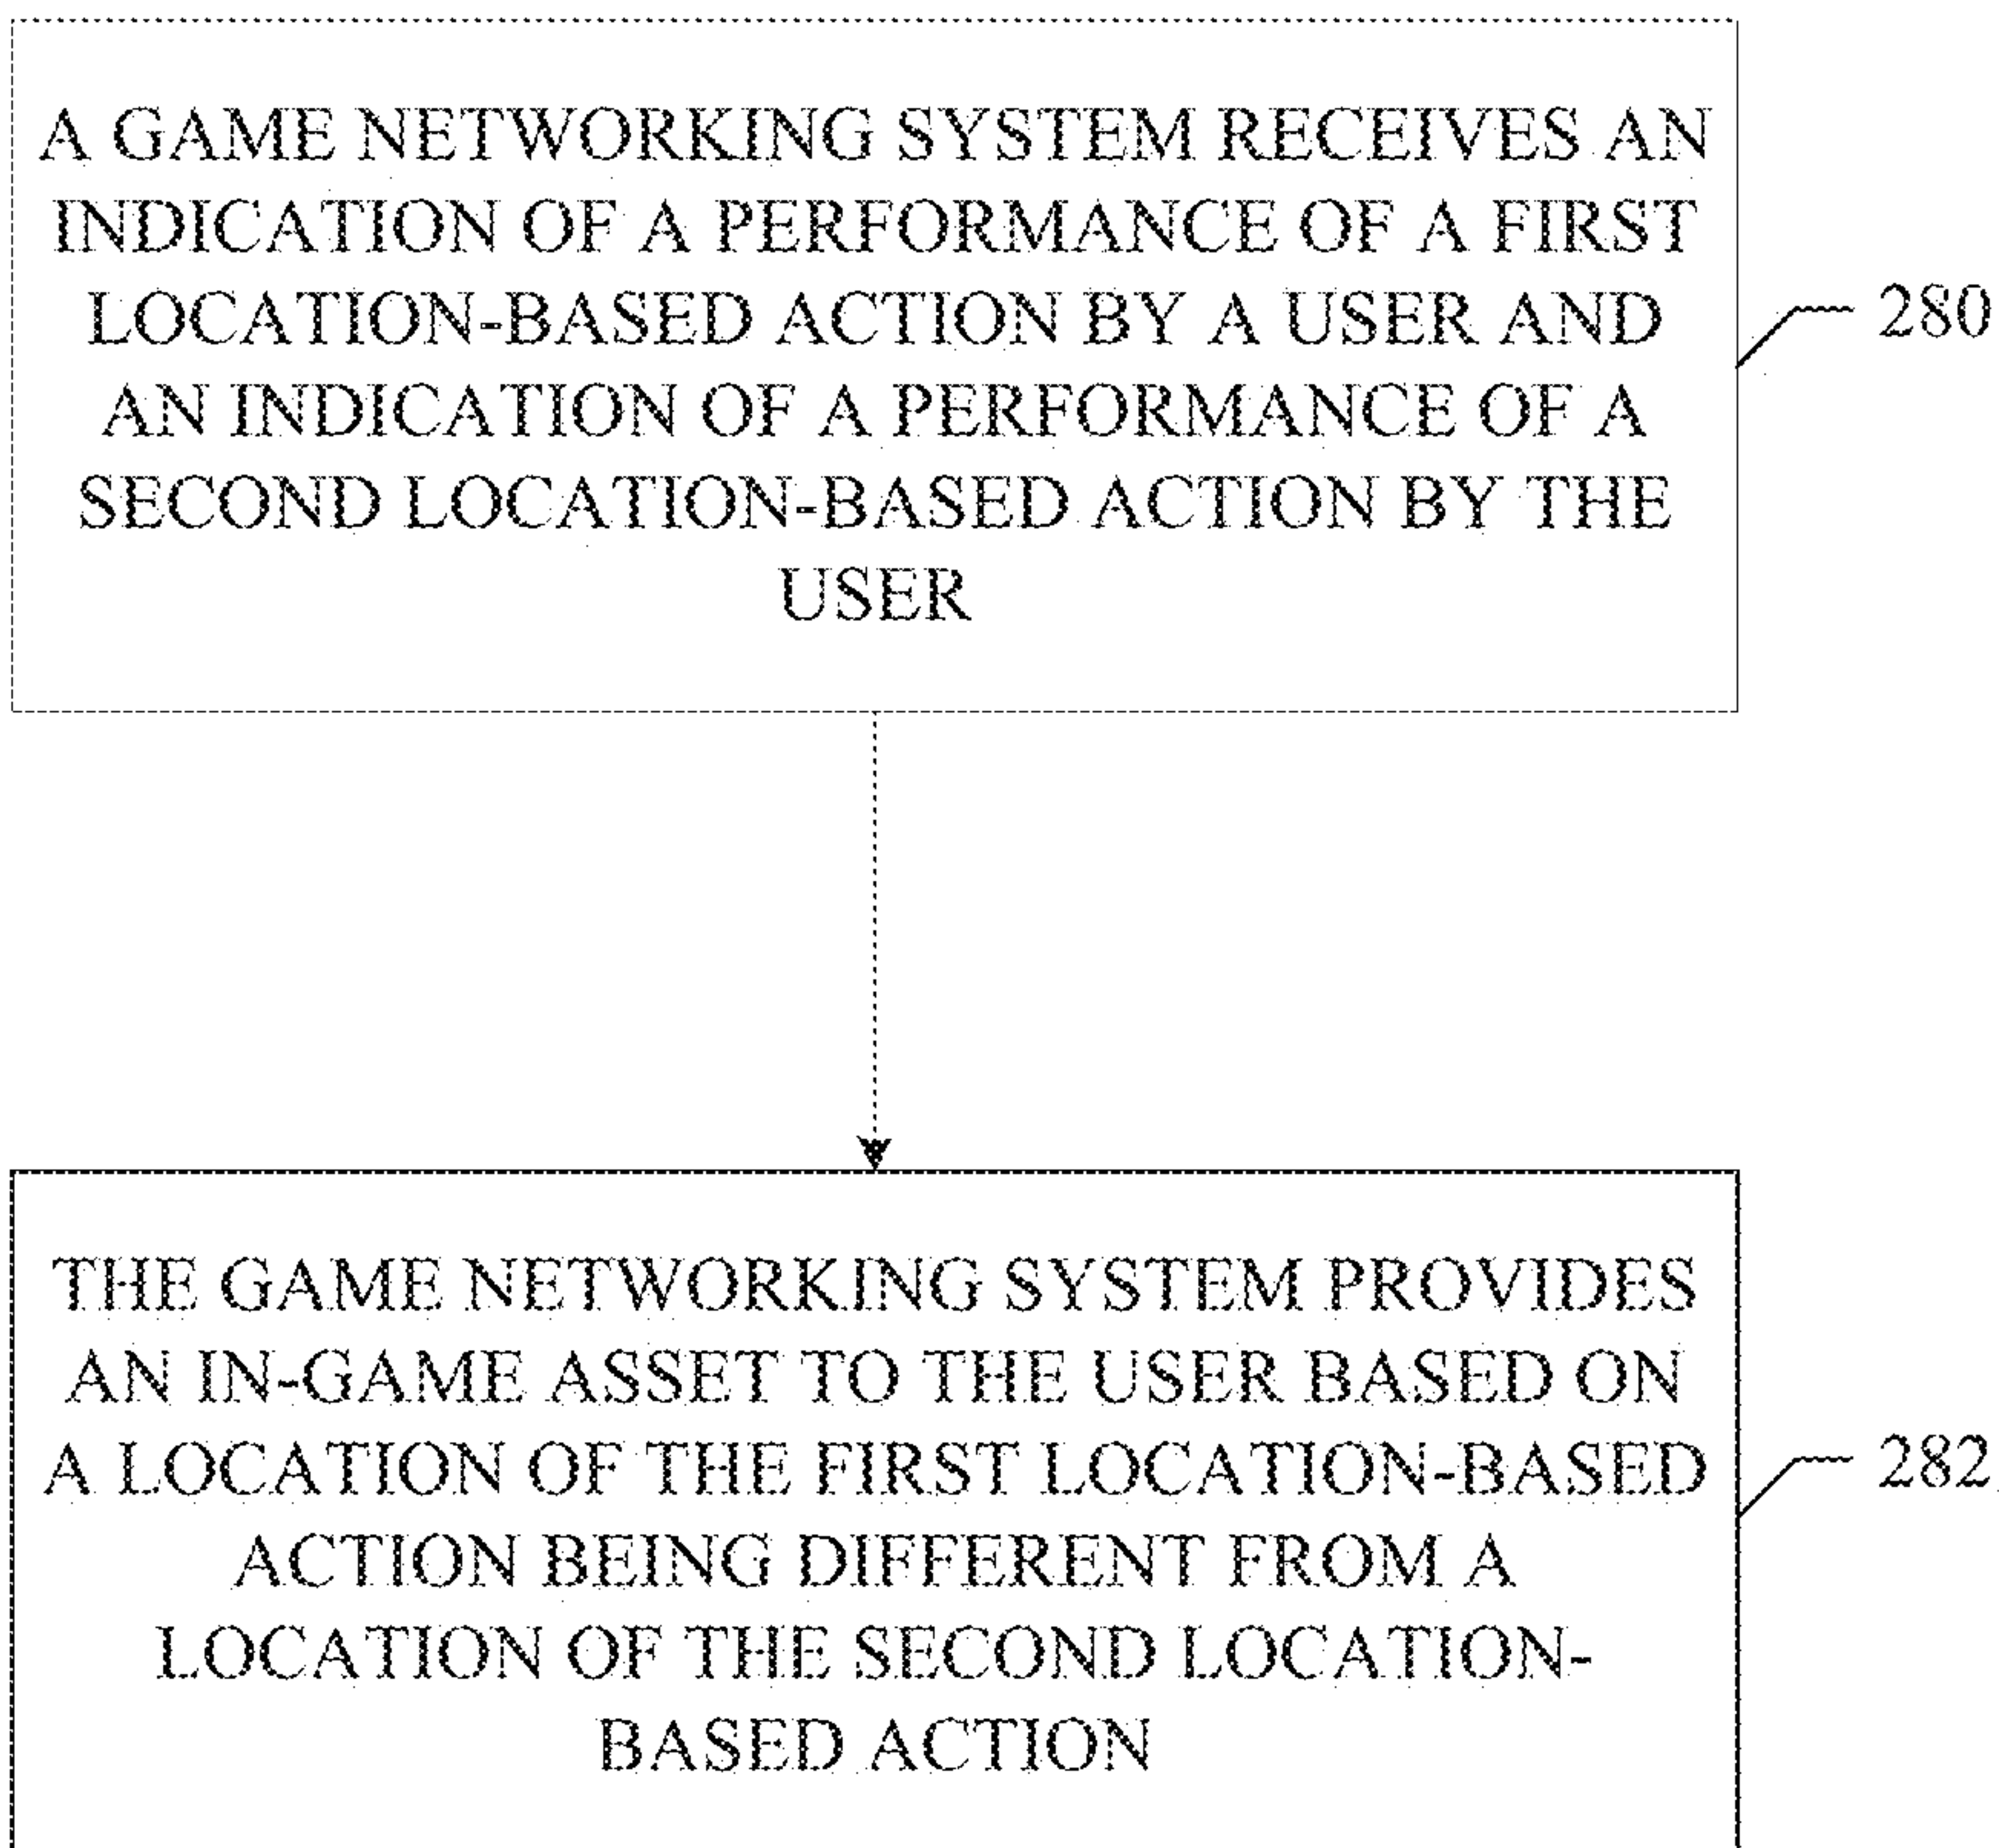 A GAME NETWORKING SYSTEM RECEIVES AN
INDICATION OF A PERFORMANCE OF A FIRST
LOCATION-BASED ACTION BY A USER AND
AN INDICATION OF A PERFORMANCE OF A
SECOND LOCATION-BASED ACTION BY THE
USER
280
THE GAME NETWORKING SYSTEM PROVIDES
AN IN-GAME ASSET TO THE USER BASED ON
A LOCATION OF THE FIRST LOCATION-BASED
ACTION BEING DIFFERENT FROM A
LOCATION OF THE SECOND LOCATION-
BASED ACTION
282